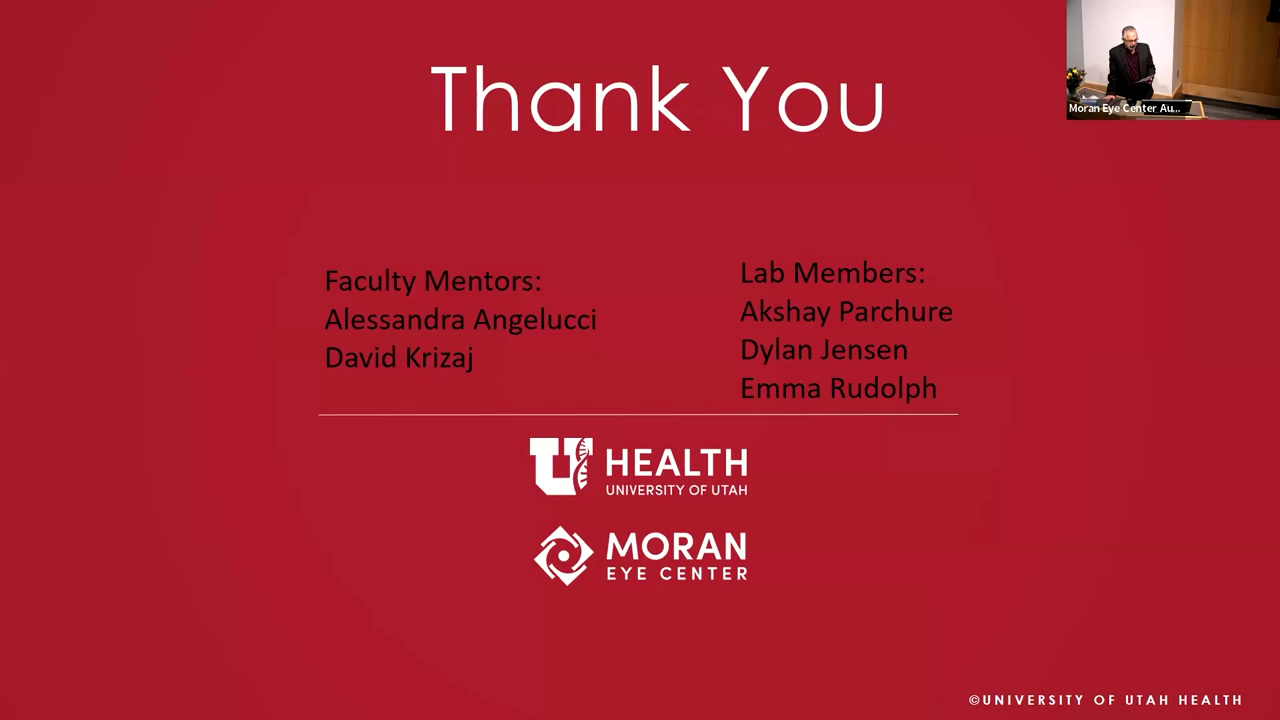 Thank You
Moran Eye Center Au...
Faculty Mentors:
Alessandra Angelucci
David Krizaj
Lab Members:
Akshay Parchure
Dylan Jensen
Emma Rudolph
U HEALTH
UNIVERSITY OF UTAH
MORAN
EYE CENTER
©UNIVERSITY OF UTAH HEALTH